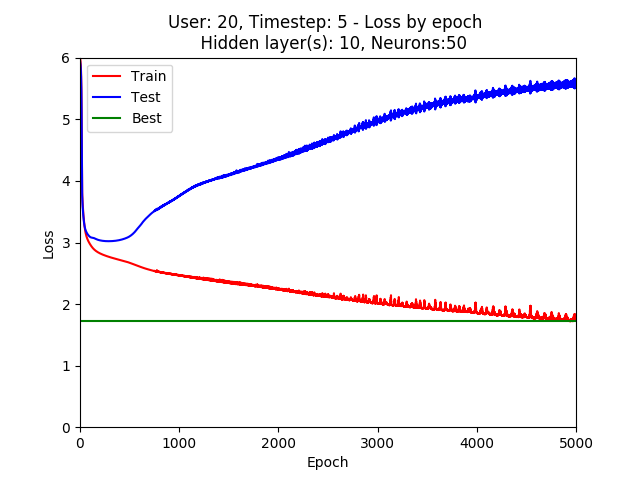 User: 20, Timestep: 5 - Loss by epoch
Hidden layer(s): 10, Neurons:50
6
5
4
3
2
1
0
Loss
Train
Test
Best
0 1000 2000 3000 4000 5000
Epoch